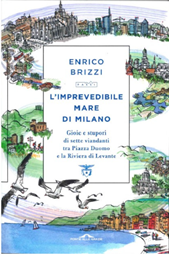 ENRICO
BRIZZI
L'IMPREVEDIBILE
MARE
DI MILANO
Gioie e stupori
di sette viandanti
tra Piazza Duomo
e la Riviera di Levante